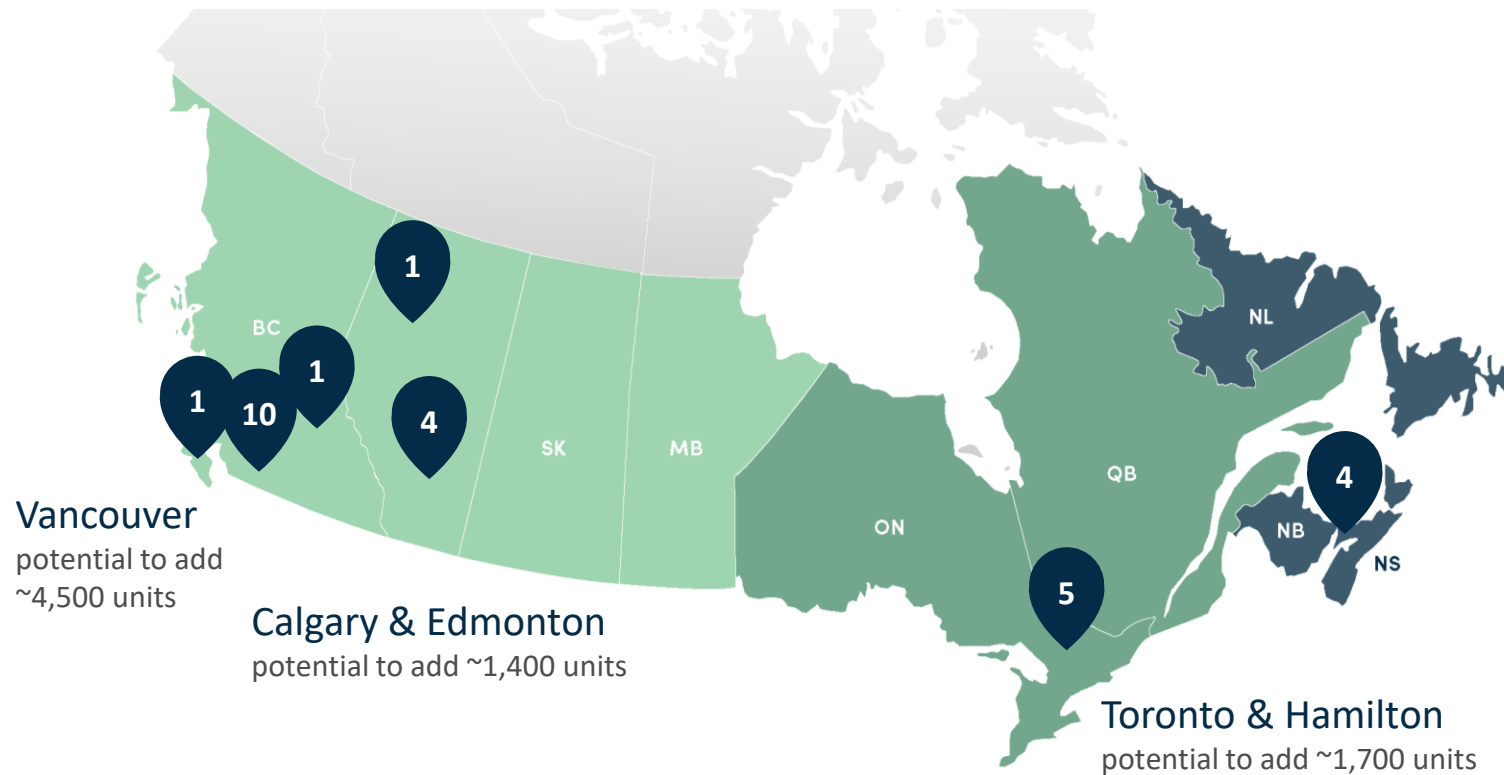 1
BC
1
1
10
4
SK
MB
ON
QB
NL
4
NB
NS
5
Vancouver
potential to add
~4,500 units
Calgary & Edmonton
potential to add ~1,400 units
Toronto & Hamilton
potential to add ~1,700 units